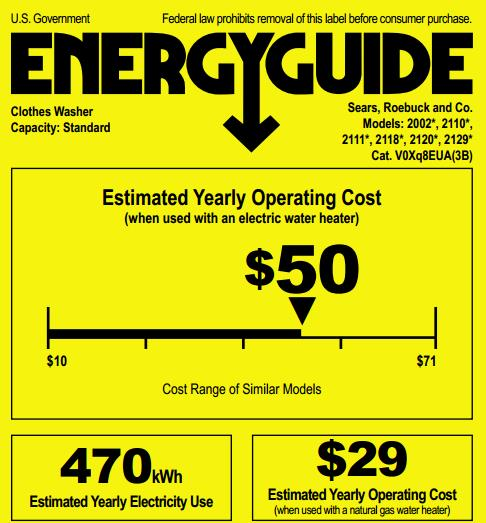 U.S. Government
Federal law prohibits removal of this label before consumer purchase.
ENERGYGUIDE
Clothes Washer
Capacity: Standard
Sears, Roebuck and Co.
Models: 2002*, 2110*,
2111*, 2118*, 2120*, 2129*
Cat. V0Xq8EUA(3B)
Estimated Yearly Operating Cost
(when used with an electric water heater)
$50
$10
$71
Cost Range of Similar Models
470kWh
Estimated Yearly Electricity Use
$29
Estimated Yearly Operating Cost
(when used with a natural gas water heater)